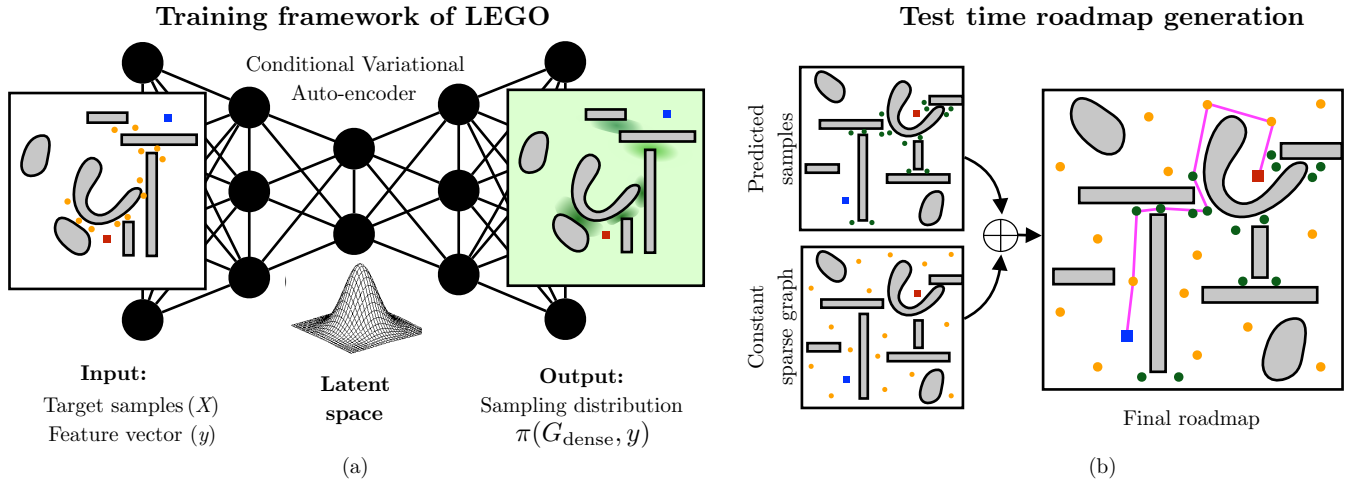 Training framework of LEGO
Conditional Variational
Auto-encoder
Input:
Target samples (X)
Feature vector (y)
Latent
space
Output:
Sampling distribution
π(G_dense, y)
(a)
Test time roadmap generation
Predicted
samples
Constant
sparse graph
Final roadmap
(b)